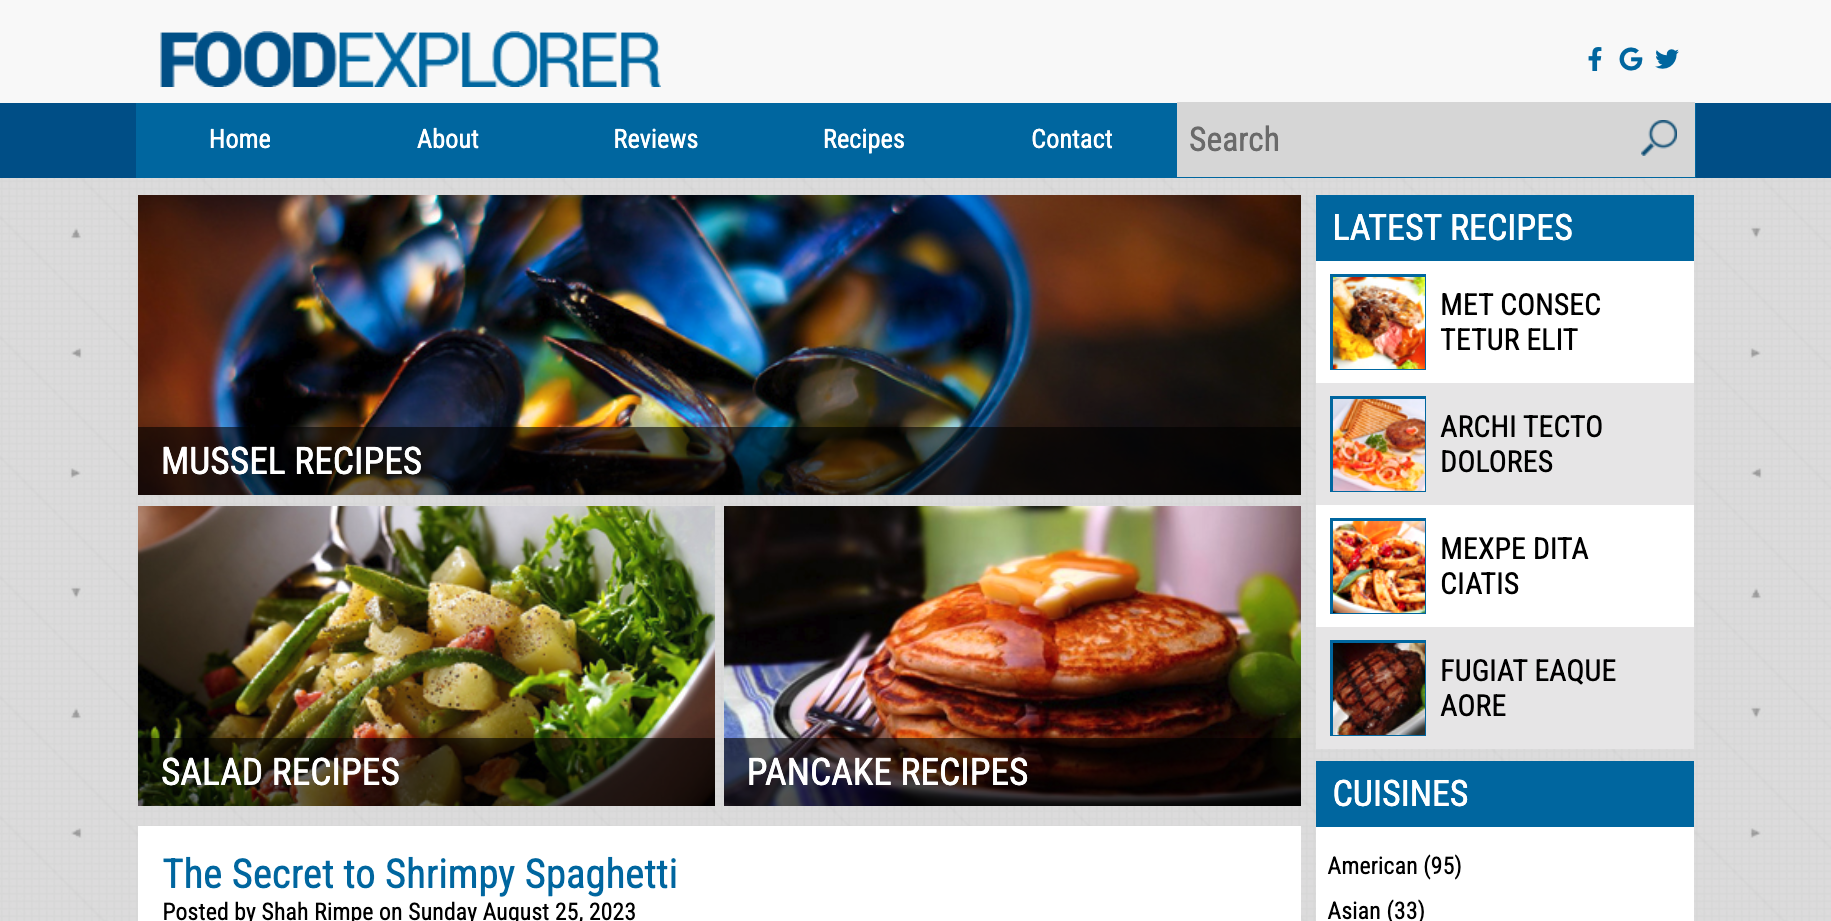 FOODEXPLORER
Home About Reviews Recipes Contact Search
MUSSEL RECIPES
SALAD RECIPES
PANCAKE RECIPES
The Secret to Shrimpy Spaghetti
Posted by Shah Rimpe on Sunday August 25, 2023
LATEST RECIPES
MET CONSEC
TETUR ELIT
ARCHI TECTO
DOLORES
MEXPE DITA
CIATIS
FUGIAT EAQUE
AORE
CUISINES
American (95)
Asian (33)